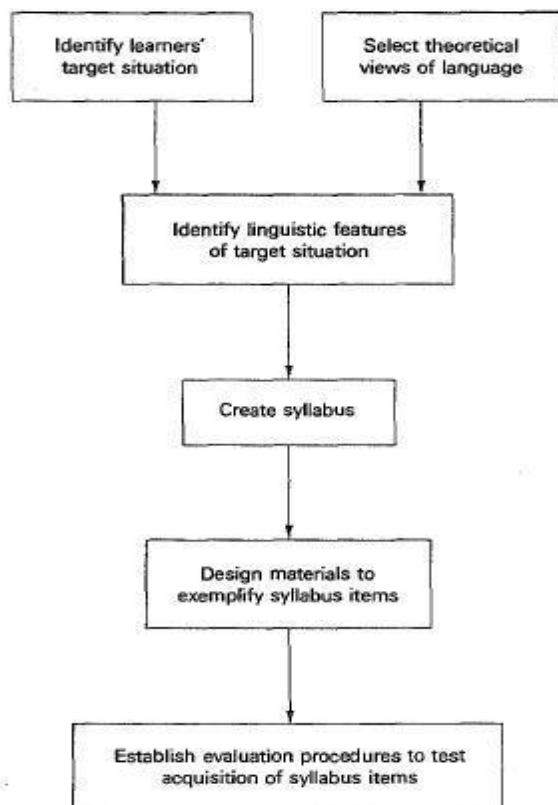 Identify learners'
target situation
Select theoretical
views of language
Identify linguistic features
of target situation
Create syllabus
Design materials to
exemplify syllabus items
Establish evaluation procedures to test
acquisition of syllabus items